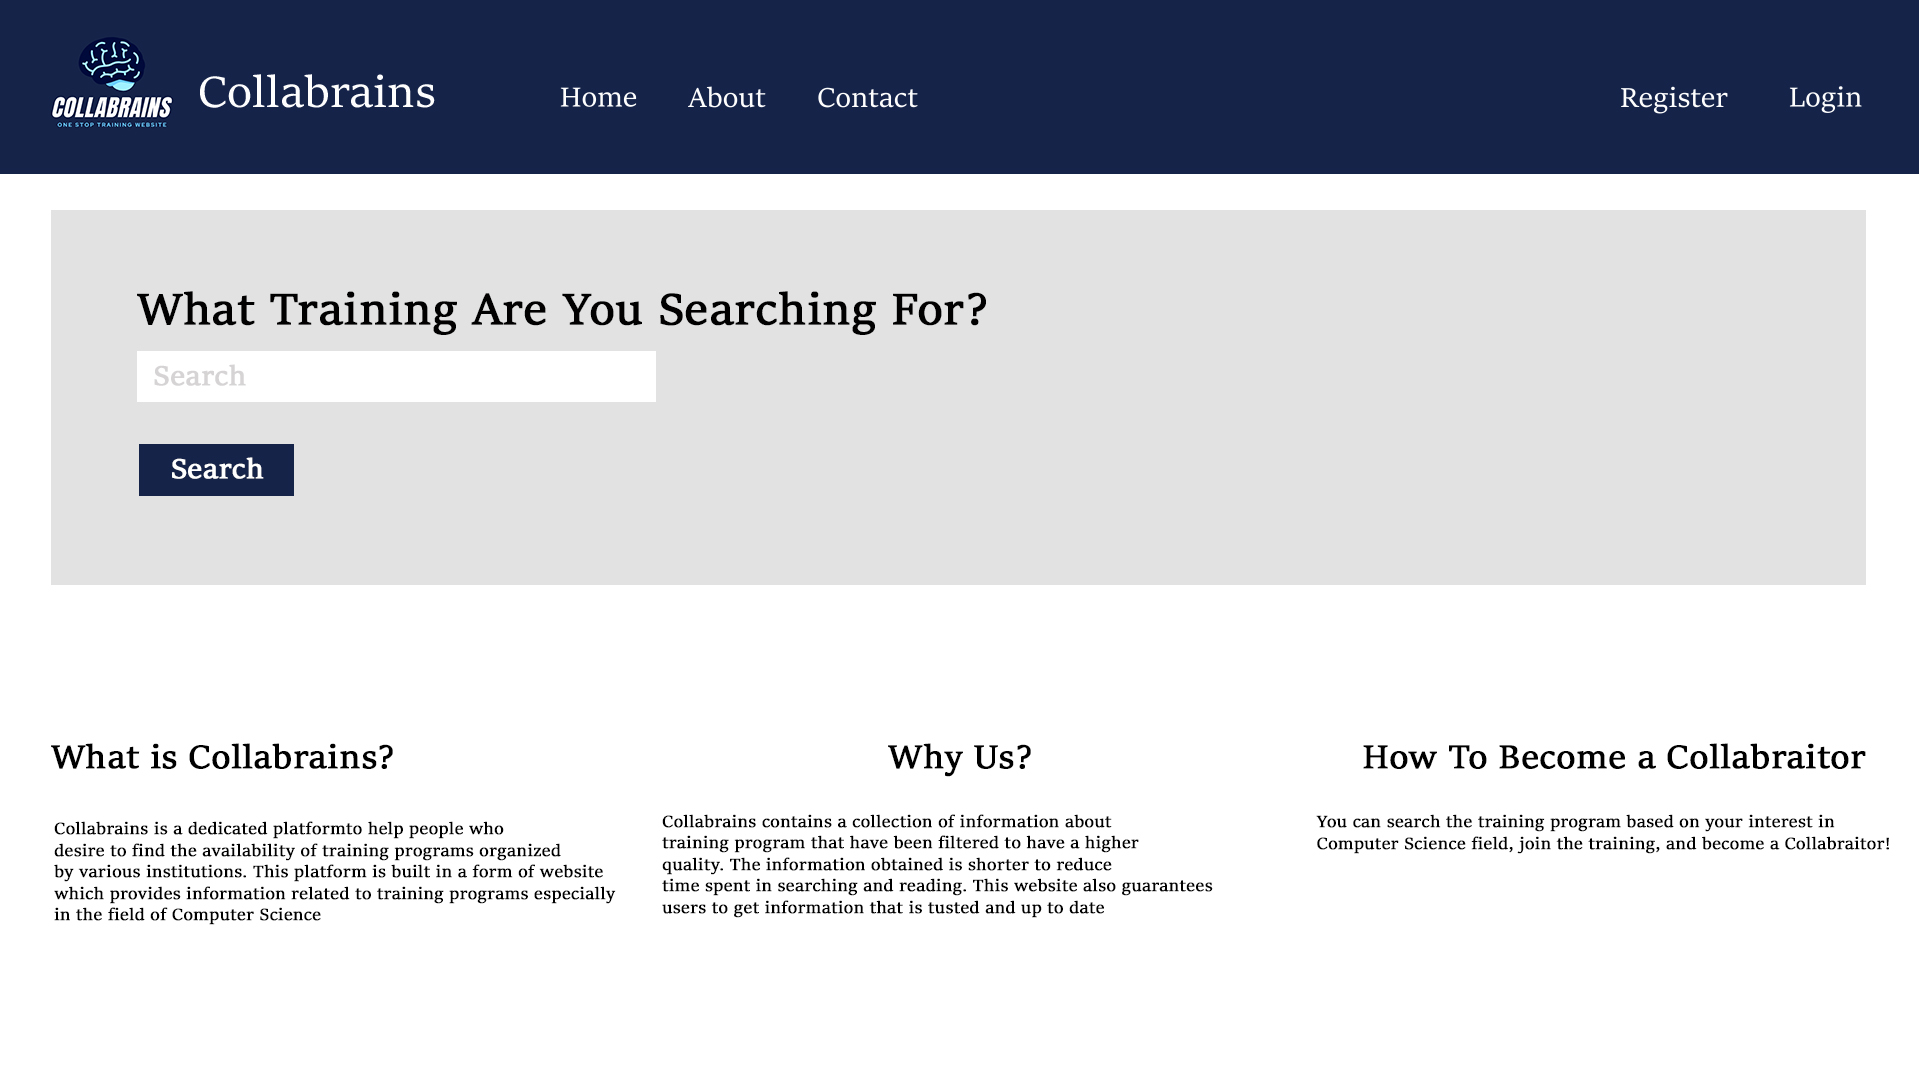 COLLABRAINS
ONE STOP TRAINING WEBSITE
Collabrains
Home
About
Contact
Register
Login
What Training Are You Searching For?
Search
Search
What is Collabrains?
Collabrains is a dedicated platformto help people who
desire to find the availability of training programs organized
by various institutions. This platform is built in a form of website
which provides information related to training programs especially
in the field of Computer Science
Why Us?
Collabrains contains a collection of information about
training program that have been filtered to have a higher
quality. The information obtained is shorter to reduce
time spent in searching and reading. This website also guarantees
users to get information that is tusted and up to date
How To Become a Collabraitor
You can search the training program based on your interest in
Computer Science field, join the training, and become a Collabraitor!